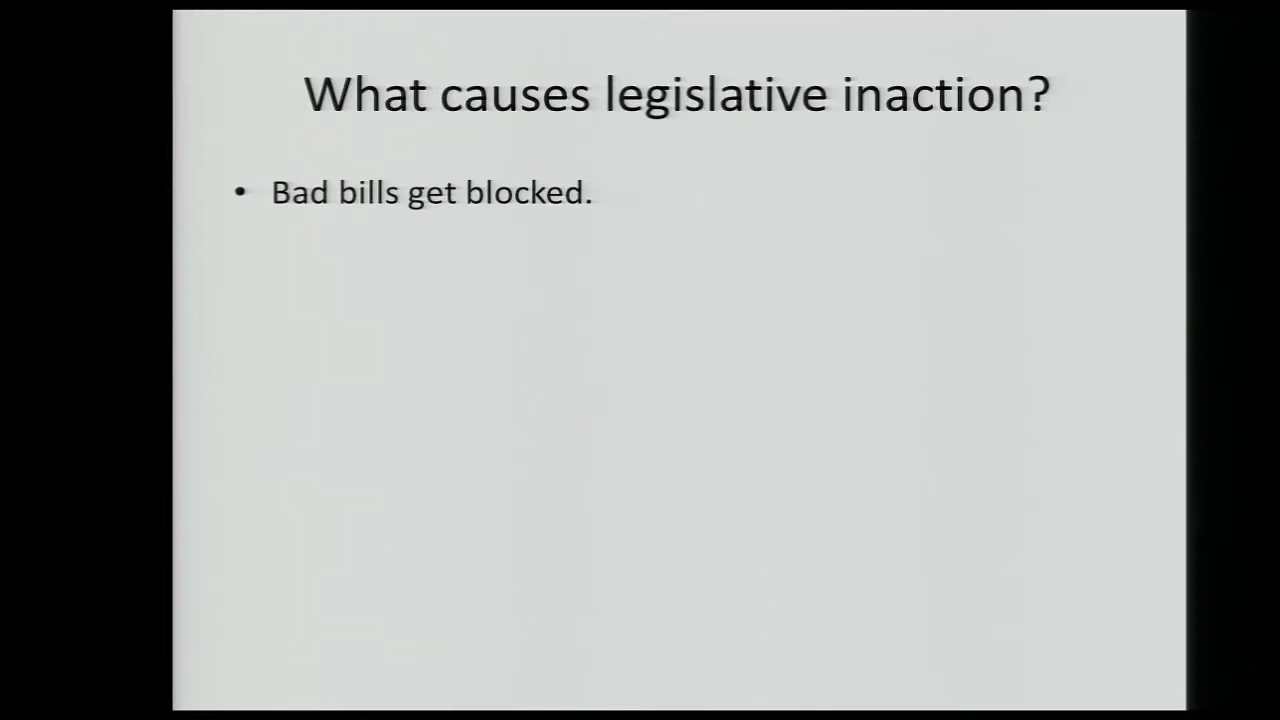 What causes legislative inaction?
• Bad bills get blocked.